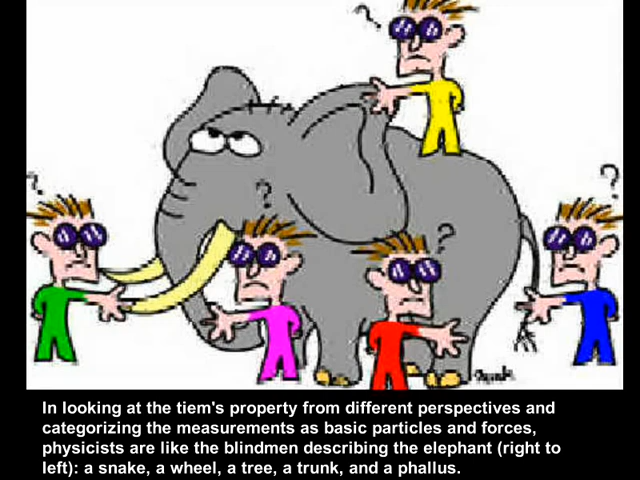 ?
?
?
?
?
In looking at the tiem's property from different perspectives and
categorizing the measurements as basic particles and forces,
physicists are like the blindmen describing the elephant (right to
left): a snake, a wheel, a tree, a trunk, and a phallus.